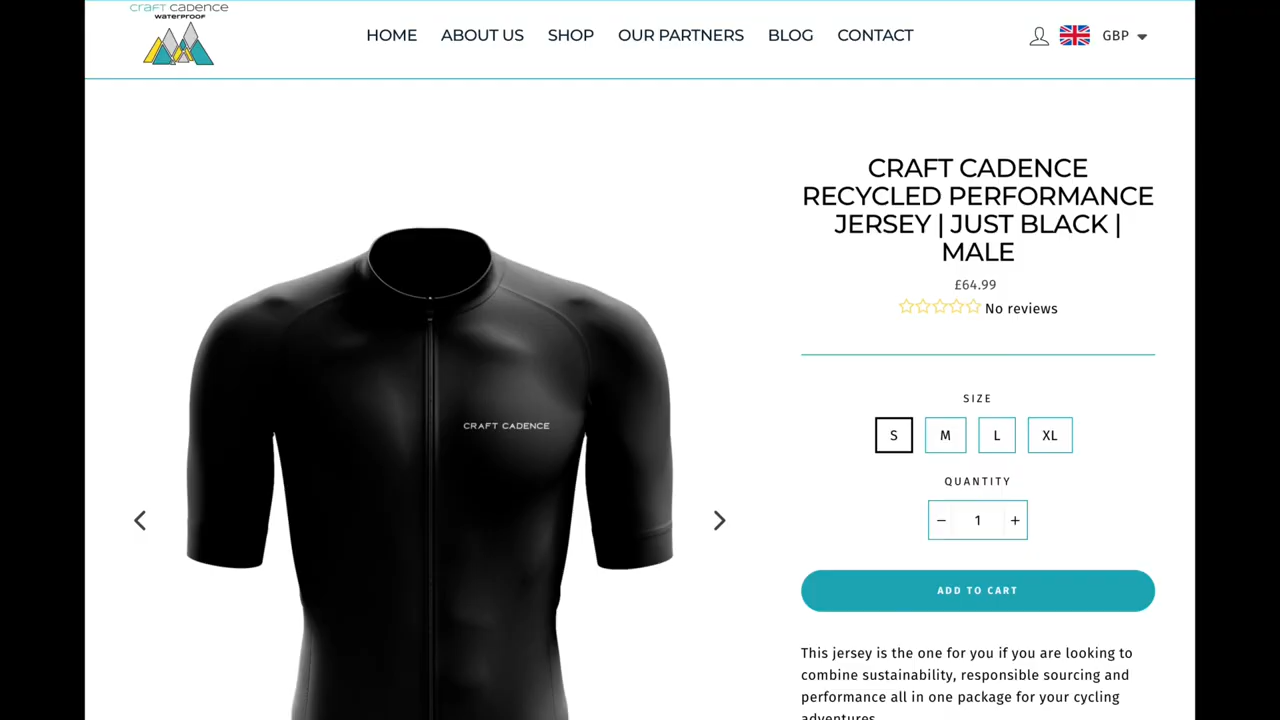 CRAFT CADENCE
WATERPROOF
HOME ABOUT US SHOP OUR PARTNERS BLOG CONTACT
GBP
CRAFT CADENCE
RECYCLED PERFORMANCE
JERSEY | JUST BLACK |
MALE
£64.99
No reviews
CRAFT CADENCE
SIZE
S M L XL
QUANTITY
− 1 +
ADD TO CART
This jersey is the one for you if you are looking to
combine sustainability, responsible sourcing and
performance all in one package for your cycling
adventures